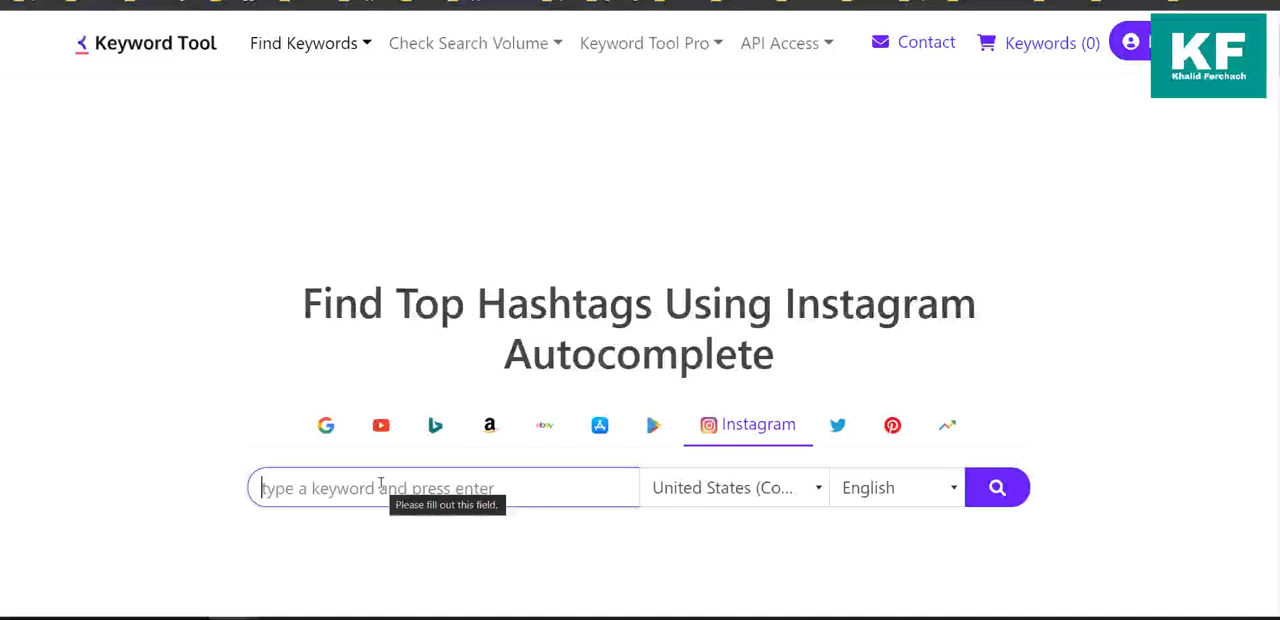 Keyword Tool
Find Keywords
Check Search Volume
Keyword Tool Pro
API Access
Contact
Keywords (0)
KF
Khalid Forchach
Find Top Hashtags Using Instagram
Autocomplete
a
ebay
Instagram
type a keyword and press enter
United States (Co...
English
Please fill out this field.